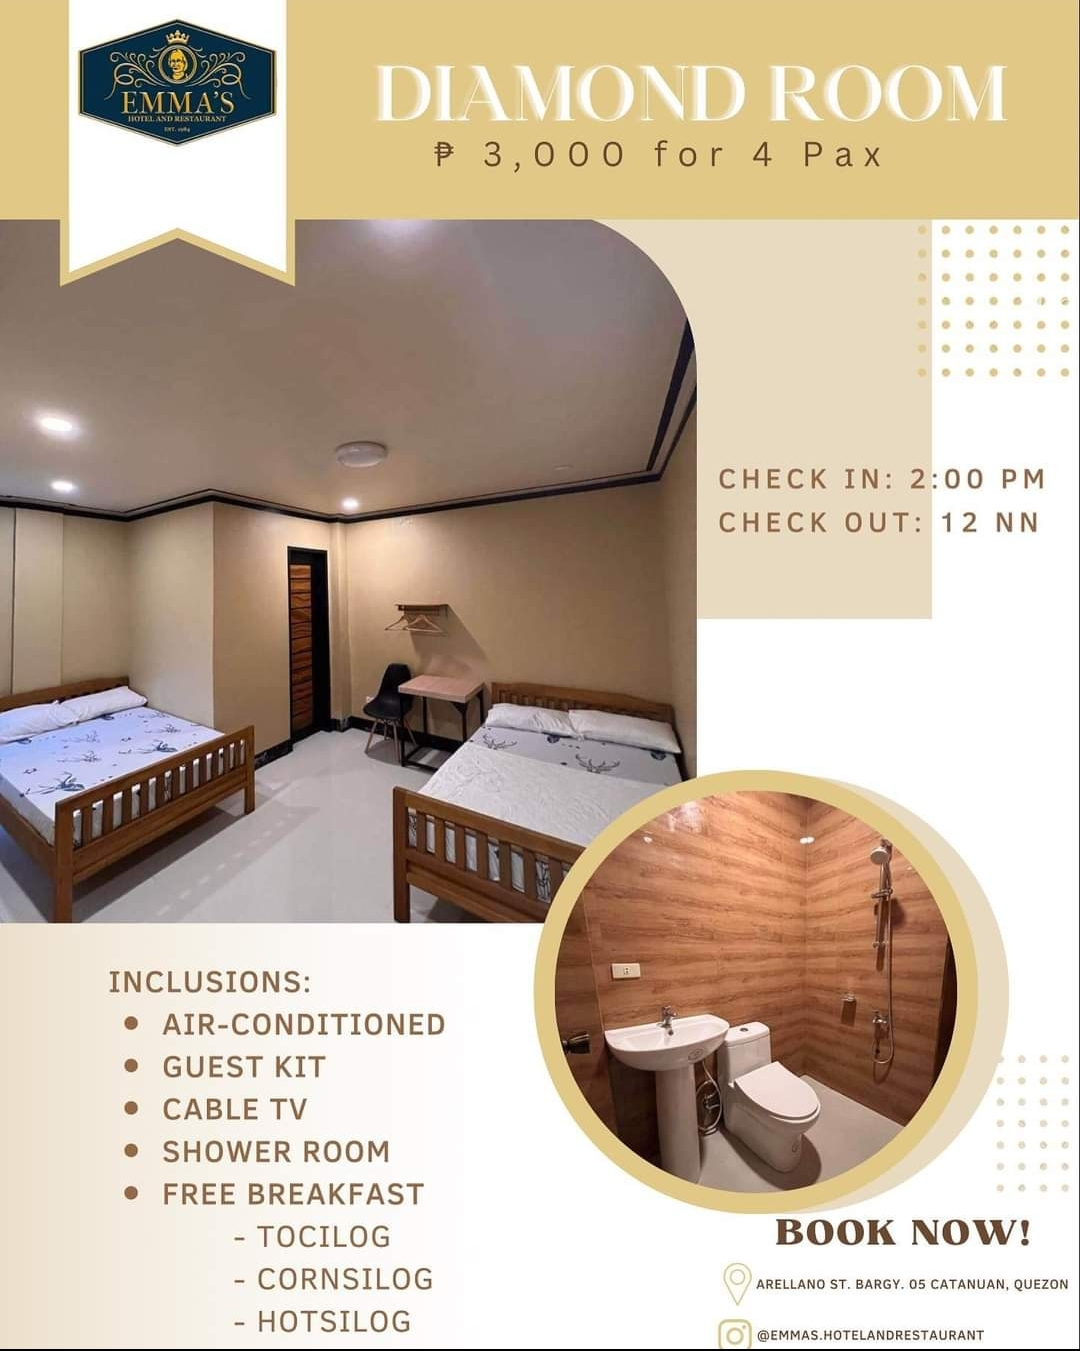 EMMA'S
HOTEL AND RESTAURANT
EST. 1984
DIAMOND ROOM
₱ 3,000 for 4 Pax
CHECK IN: 2:00 PM
CHECK OUT: 12 NN
INCLUSIONS:
• AIR-CONDITIONED
• GUEST KIT
• CABLE TV
• SHOWER ROOM
• FREE BREAKFAST
- TOCILOG
- CORNSILOG
- HOTSILOG
BOOK NOW!
ARELLANO ST. BARGY. 05 CATANUAN, QUEZON
@EMMAS.HOTELANDRESTAURANT